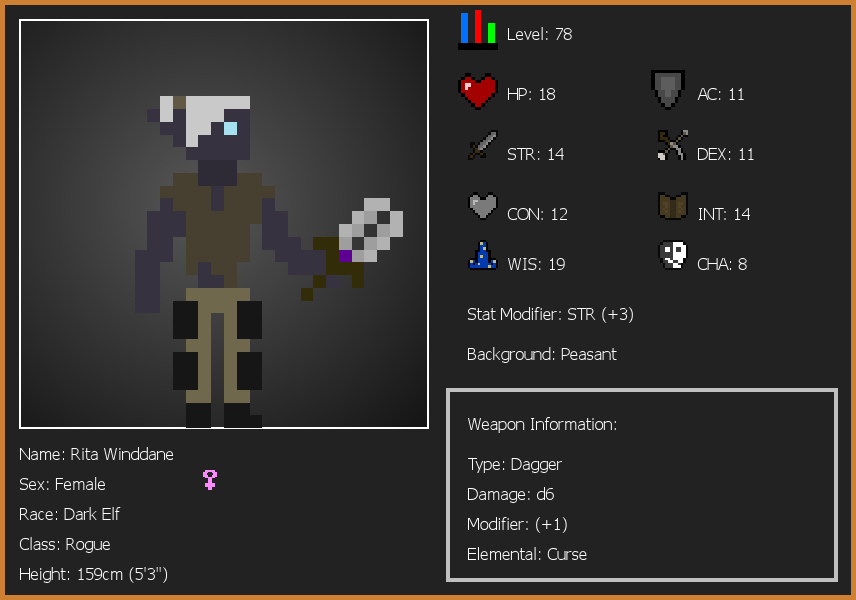 Level: 78
HP: 18
AC: 11
STR: 14
DEX: 11
CON: 12
INT: 14
WIS: 19
CHA: 8
Stat Modifier: STR (+3)
Background: Peasant
Weapon Information:
Type: Dagger
Damage: d6
Modifier: (+1)
Elemental: Curse
Name: Rita Winddane
Sex: Female
Race: Dark Elf
Class: Rogue
Height: 159cm (5'3")